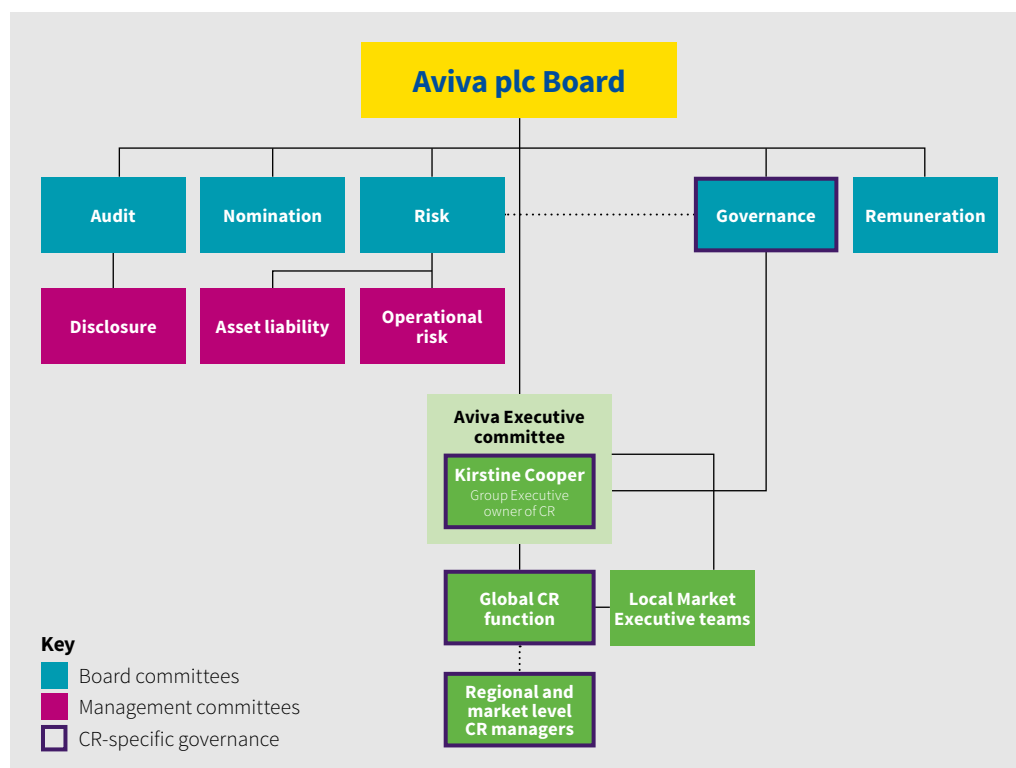 Aviva plc Board
Audit
Nomination
Risk
Governance
Remuneration
Disclosure
Asset liability
Operational
risk
Aviva Executive
committee
Kirstine Cooper
Group Executive
owner of CR
Global CR
function
Local Market
Executive teams
Regional and
market level
CR managers
Key
Board committees
Management committees
CR-specific governance